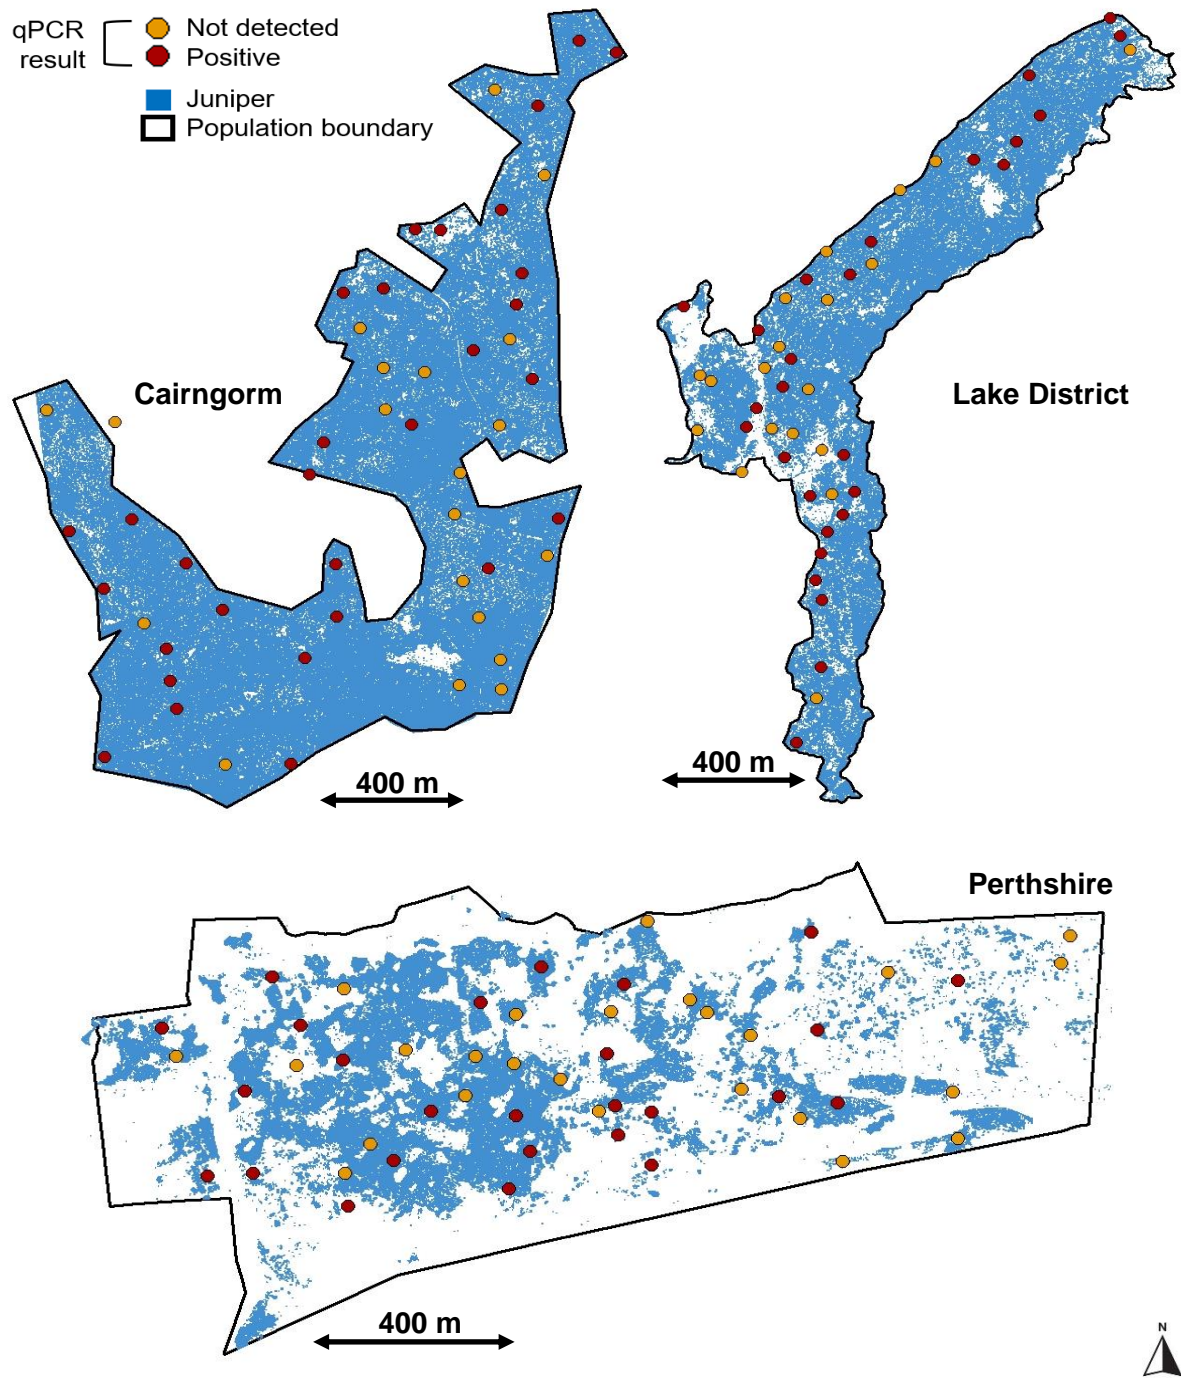 qPCR
result
Not detected
Positive
Juniper
Population boundary
Cairngorm
Lake District
400 m
400 m
Perthshire
400 m
N